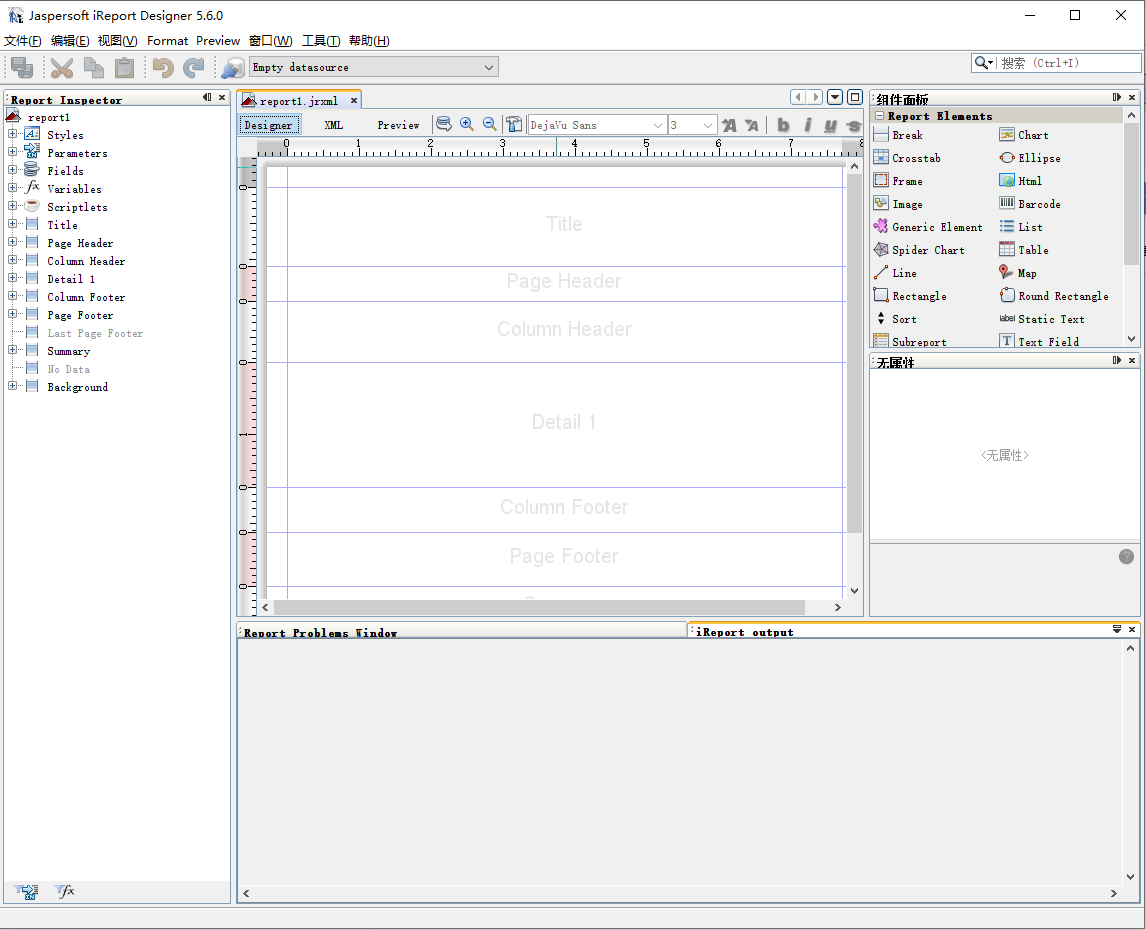 Jaspersoft iReport Designer 5.6.0
文件(F) 编辑(E) 视图(V) Format Preview 窗口(W) 工具(T) 帮助(H)
Empty datasource
搜索 (Ctrl+I)
Report Inspector
report1
Styles
Parameters
Fields
Variables
Scriptlets
Title
Page Header
Column Header
Detail 1
Column Footer
Page Footer
Last Page Footer
Summary
No Data
Background
report1.jrxml
Designer XML Preview DejaVu Sans 3 b i u s
0 1 2 3 4 5 6 7 8
Title
Page Header
Column Header
Detail 1
Column Footer
Page Footer
组件面板
Report Elements
Break Chart
Crosstab Ellipse
Frame Html
Image Barcode
Generic Element List
Spider Chart Table
Line Map
Rectangle Round Rectangle
Sort label Static Text
Subreport Text Field
无属性
<无属性>
Report Problems Window
iReport output